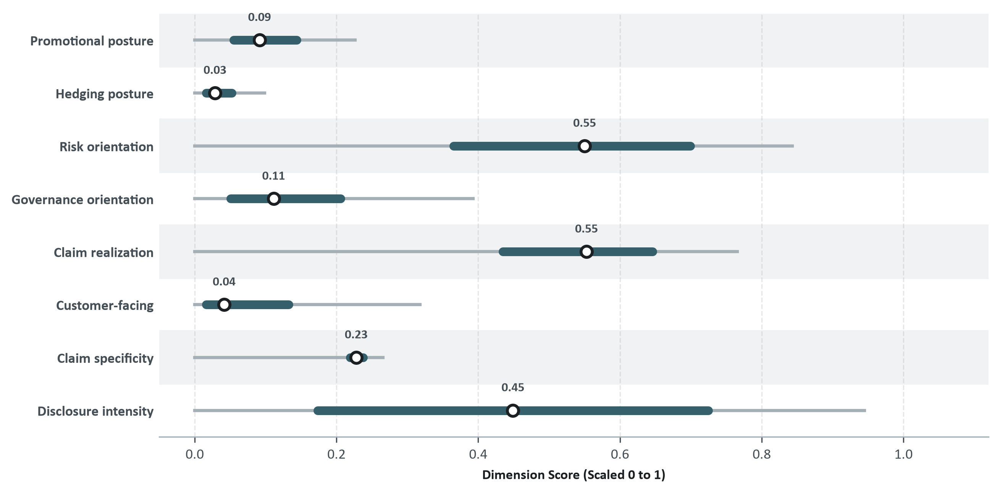 0.09
Promotional posture
0.03
Hedging posture
0.55
Risk orientation
0.11
Governance orientation
0.55
Claim realization
0.04
Customer-facing
0.23
Claim specificity
0.45
Disclosure intensity
0.0 0.2 0.4 0.6 0.8 1.0
Dimension Score (Scaled 0 to 1)